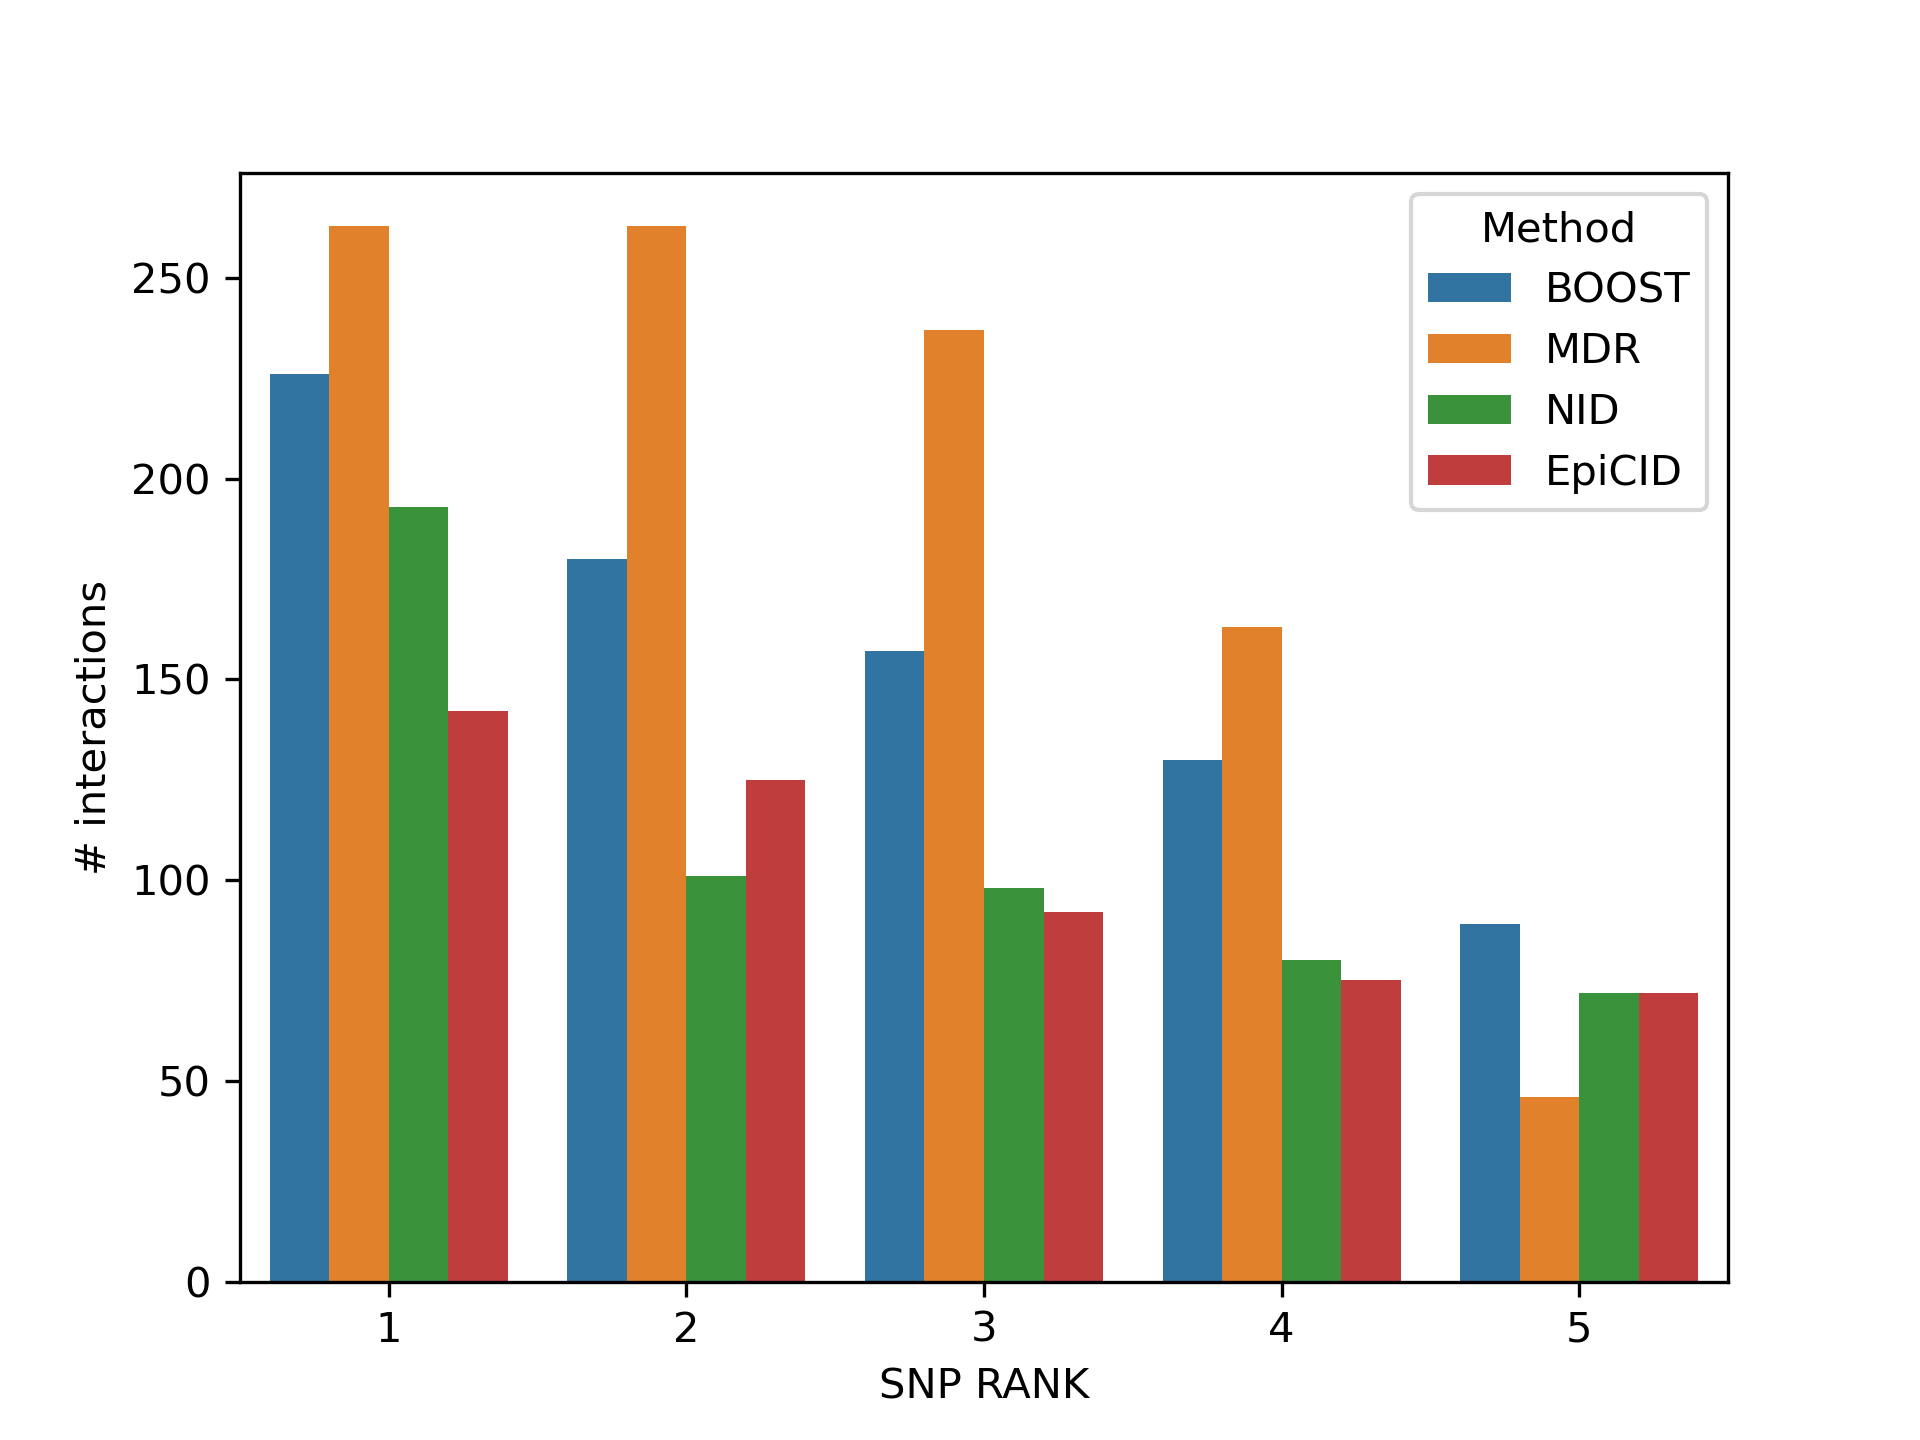 Method
BOOST
MDR
NID
EpiCID
250
200
150
100
50
0
# interactions
1 2 3 4 5
SNP RANK